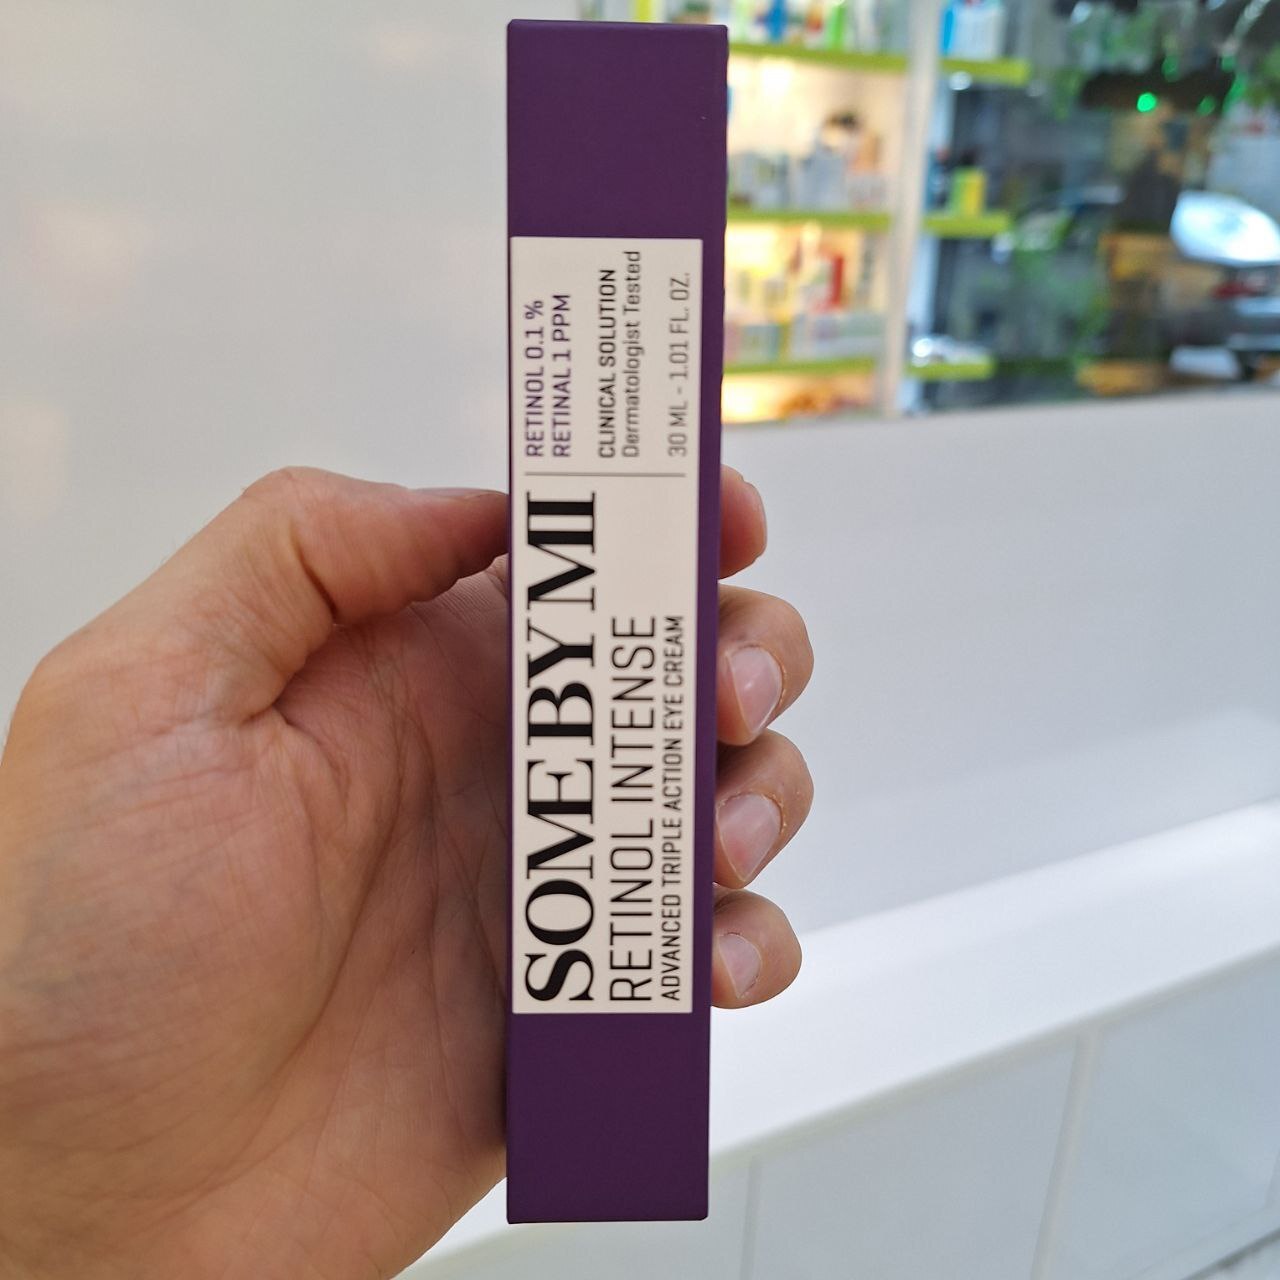 SOMEBYMI
RETINOL INTENSE
ADVANCED TRIPLE ACTION EYE CREAM
RETINOL 0.1 %
RETINAL 1 PPM
CLINICAL SOLUTION
Dermatologist Tested
30 ML - 1.01 FL. OZ.